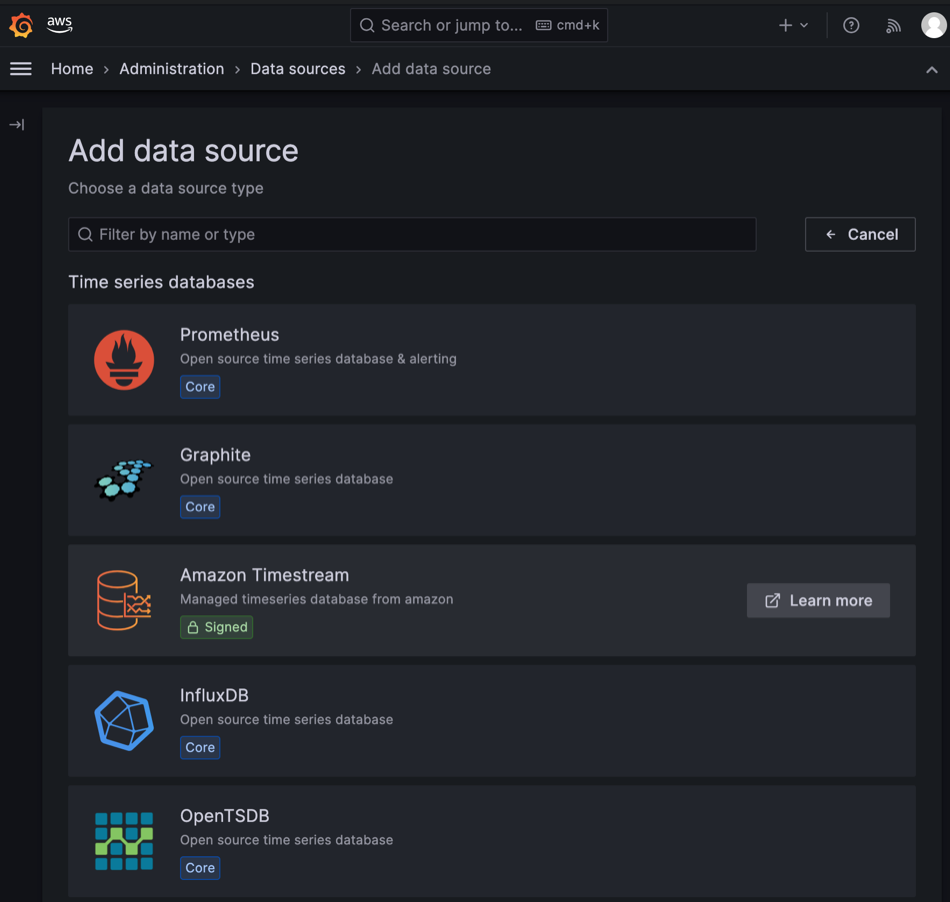 aws
Search or jump to... cmd+k
Home › Administration › Data sources › Add data source
Add data source
Choose a data source type
Filter by name or type
Cancel
Time series databases
Prometheus
Open source time series database & alerting
Core
Graphite
Open source time series database
Core
Amazon Timestream
Managed timeseries database from amazon
Signed
Learn more
InfluxDB
Open source time series database
Core
OpenTSDB
Open source time series database
Core